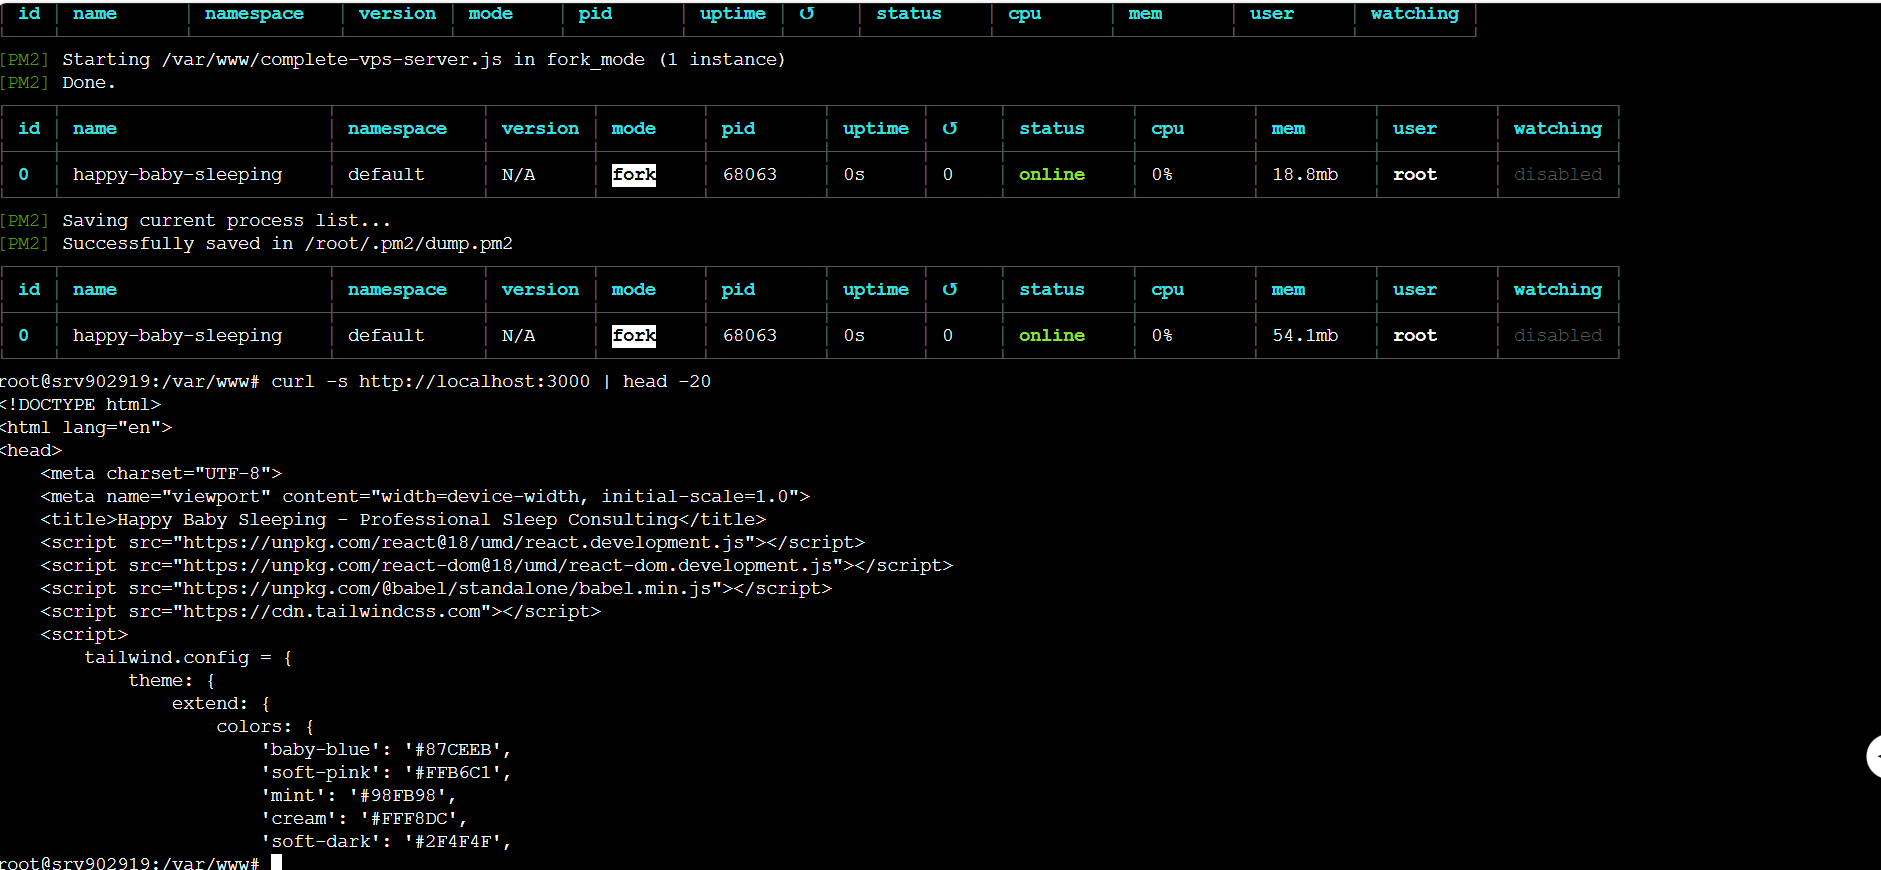 id name namespace version mode pid uptime ↺ status cpu mem user watching
[PM2] Starting /var/www/complete-vps-server.js in fork_mode (1 instance)
[PM2] Done.
id name namespace version mode pid uptime ↺ status cpu mem user watching
0 happy-baby-sleeping default N/A fork 68063 0s 0 online 0% 18.8mb root disabled
[PM2] Saving current process list...
[PM2] Successfully saved in /root/.pm2/dump.pm2
id name namespace version mode pid uptime ↺ status cpu mem user watching
0 happy-baby-sleeping default N/A fork 68063 0s 0 online 0% 54.1mb root disabled
root@srv902919:/var/www# curl -s http://localhost:3000 | head -20
<!DOCTYPE html>
<html lang="en">
<head>
    <meta charset="UTF-8">
    <meta name="viewport" content="width=device-width, initial-scale=1.0">
    <title>Happy Baby Sleeping - Professional Sleep Consulting</title>
    <script src="https://unpkg.com/react@18/umd/react.development.js"></script>
    <script src="https://unpkg.com/react-dom@18/umd/react-dom.development.js"></script>
    <script src="https://unpkg.com/@babel/standalone/babel.min.js"></script>
    <script src="https://cdn.tailwindcss.com"></script>
    <script>
        tailwind.config = {
            theme: {
                extend: {
                    colors: {
                        'baby-blue': '#87CEEB',
                        'soft-pink': '#FFB6C1',
                        'mint': '#98FB98',
                        'cream': '#FFF8DC',
                        'soft-dark': '#2F4F4F',
root@srv902919:/var/www#